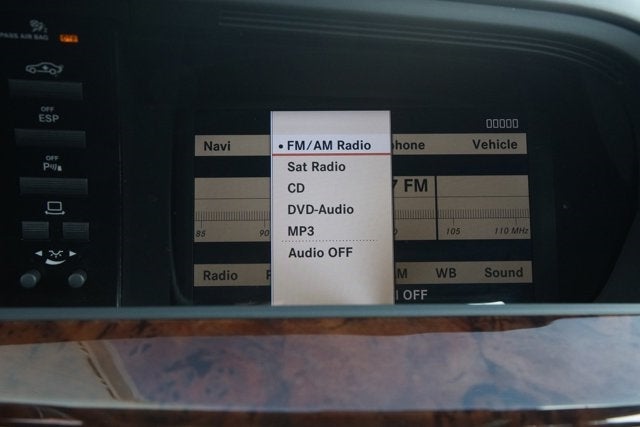 PASS AIR BAG
OFF
ESP
OFF
P
Navi
• FM/AM Radio
hone
Vehicle
Sat Radio
CD
7 FM
DVD-Audio
MP3
85
90
105
110 MHz
Audio OFF
Radio
M
WB
Sound
OFF